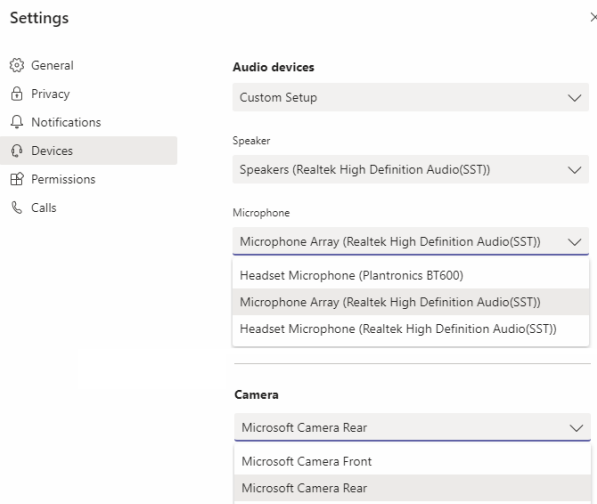 Settings
General
Privacy
Notifications
Devices
Permissions
Calls
Audio devices
Custom Setup
Speaker
Speakers (Realtek High Definition Audio(SST))
Microphone
Microphone Array (Realtek High Definition Audio(SST))
Headset Microphone (Plantronics BT600)
Microphone Array (Realtek High Definition Audio(SST))
Headset Microphone (Realtek High Definition Audio(SST))
Camera
Microsoft Camera Rear
Microsoft Camera Front
Microsoft Camera Rear